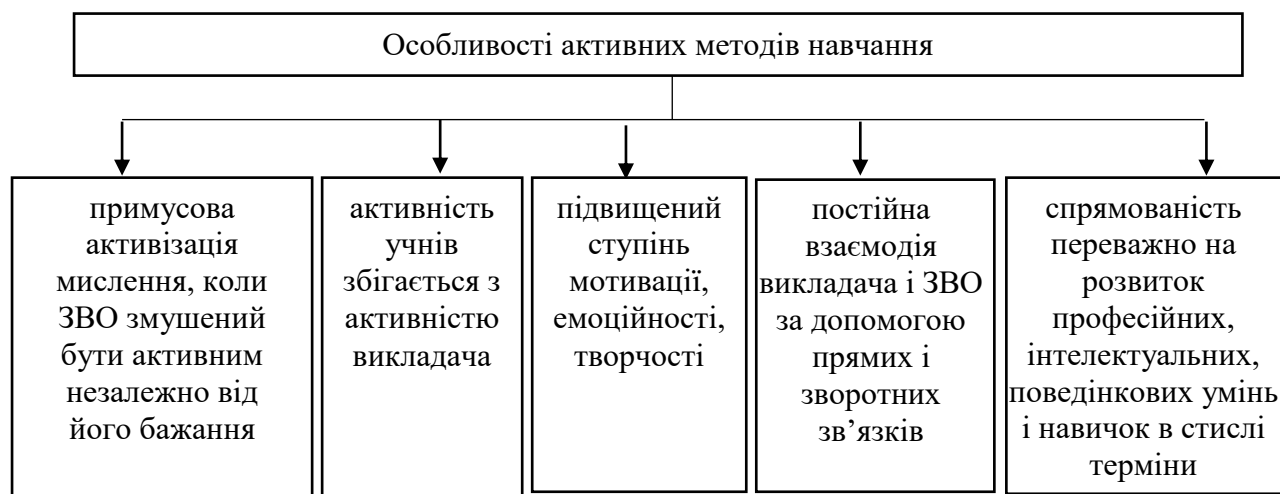 Особливості активних методів навчання
примусова
активізація
мислення, коли
ЗВО змушений
бути активним
незалежно від
його бажання
активність
учнів
збігається з
активністю
викладача
підвищений
ступінь
мотивації,
емоційності,
творчості
постійна
взаємодія
викладача і ЗВО
за допомогою
прямих і
зворотних
зв’язків
спрямованість
переважно на
розвиток
професійних,
інтелектуальних,
поведінкових умінь
і навичок в стислі
терміни